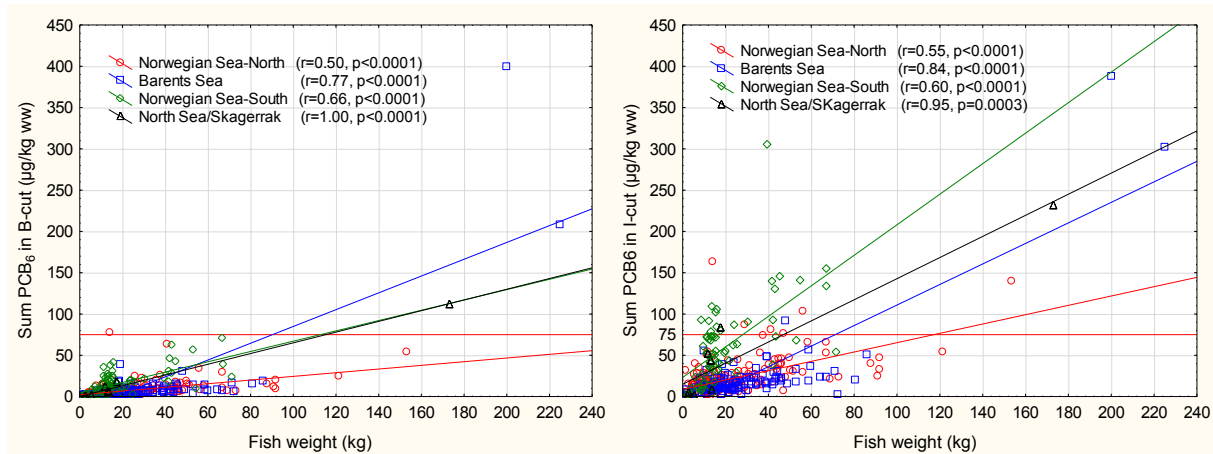 Sum PCB6 in B-cut (µg/kg ww)
450
400
350
300
250
200
150
100
50
0
Norwegian Sea-North (r=0.50, p<0.0001)
Barents Sea (r=0.77, p<0.0001)
Norwegian Sea-South (r=0.66, p<0.0001)
North Sea/Skagerrak (r=1.00, p<0.0001)
0 20 40 60 80 100 120 140 160 180 200 220 240
Fish weight (kg)
Sum PCB6 in I-cut (µg/kg ww)
450
400
350
300
250
200
150
100
75
50
0
Norwegian Sea-North (r=0.55, p<0.0001)
Barents Sea (r=0.84, p<0.0001)
Norwegian Sea-South (r=0.60, p<0.0001)
North Sea/SKagerrak (r=0.95, p=0.0003)
0 20 40 60 80 100 120 140 160 180 200 220 240
Fish weight (kg)